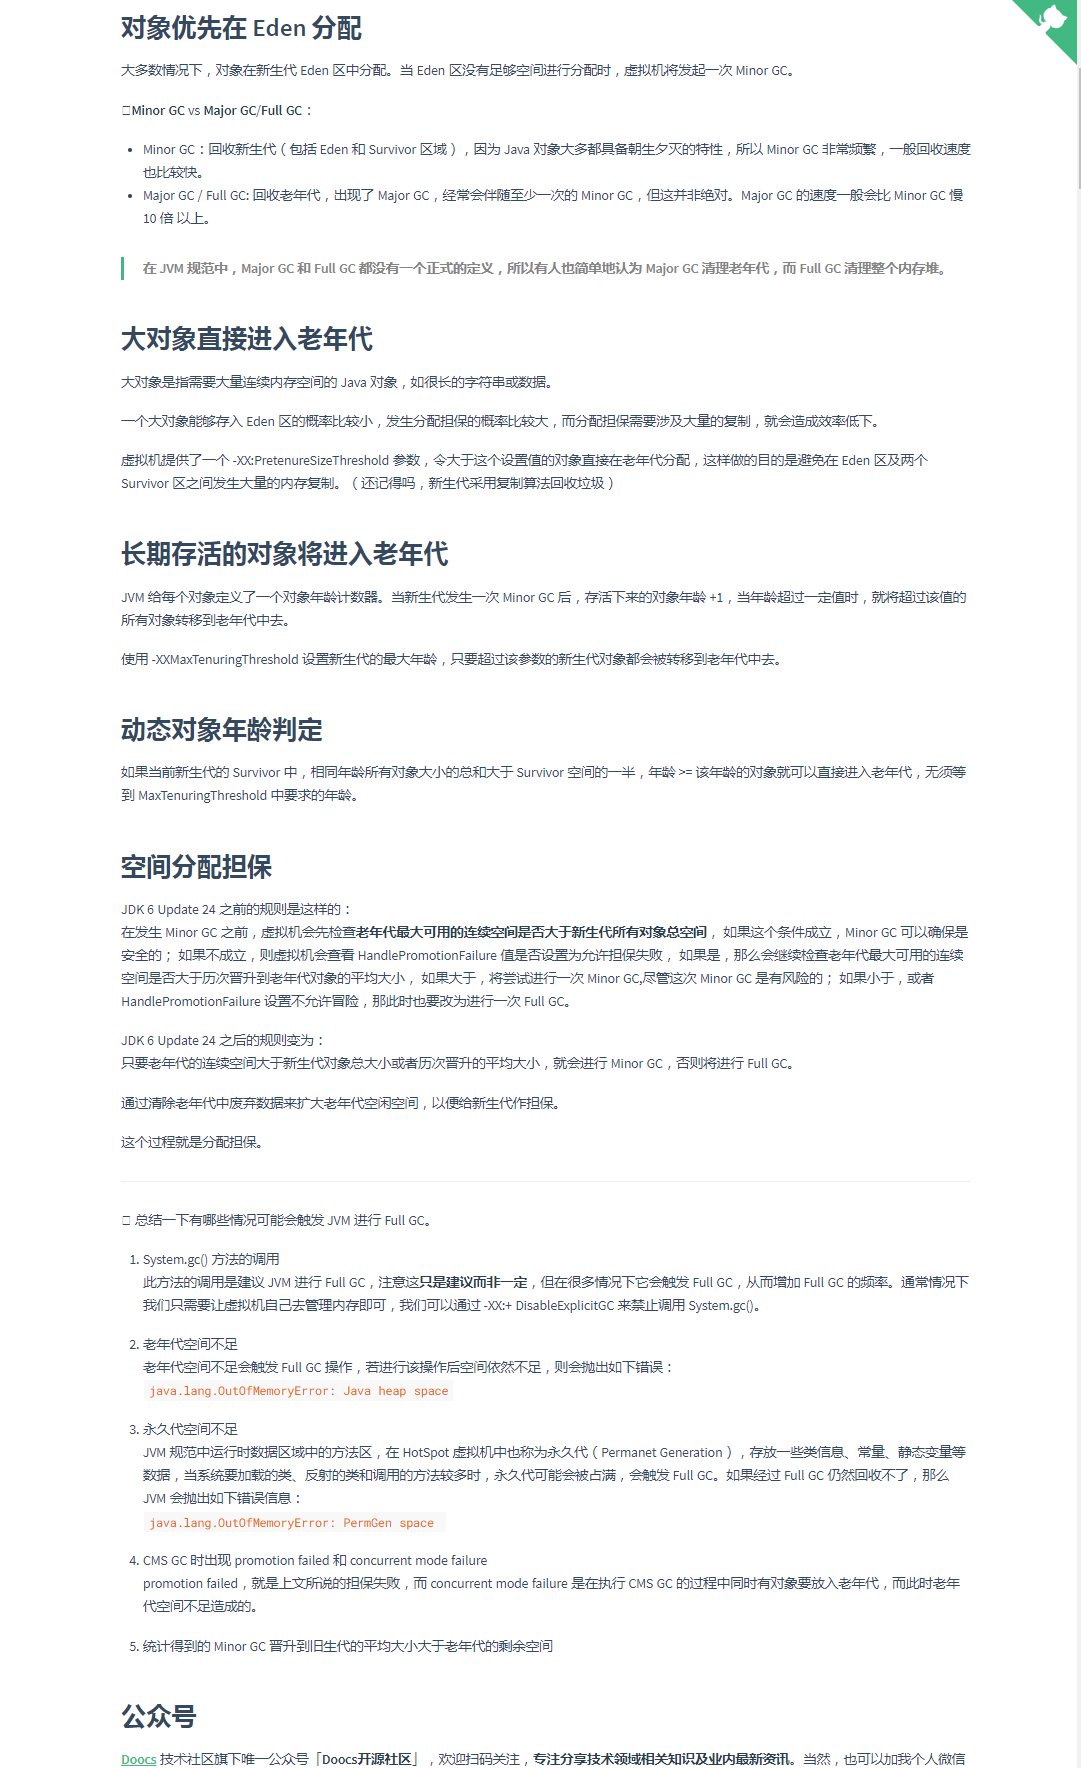 对象优先在 Eden 分配
大多数情况下，对象在新生代 Eden 区中分配。当 Eden 区没有足够空间进行分配时，虚拟机将发起一次 Minor GC。
Minor GC vs Major GC/Full GC：
• Minor GC：回收新生代（包括 Eden 和 Survivor 区域），因为 Java 对象大多都具备朝生夕灭的特性，所以 Minor GC 非常频繁，一般回收速度
也比较快。
• Major GC / Full GC: 回收老年代，出现了 Major GC，经常会伴随至少一次的 Minor GC，但这并非绝对。Major GC 的速度一般会比 Minor GC 慢
10 倍 以上。
在 JVM 规范中，Major GC 和 Full GC 都没有一个正式的定义，所以有人也简单地认为 Major GC 清理老年代，而 Full GC 清理整个内存堆。
大对象直接进入老年代
大对象是指需要大量连续内存空间的 Java 对象，如很长的字符串或数据。
一个大对象能够存入 Eden 区的概率比较小，发生分配担保的概率比较大，而分配担保需要涉及大量的复制，就会造成效率低下。
虚拟机提供了一个 -XX:PretenureSizeThreshold 参数，令大于这个设置值的对象直接在老年代分配，这样做的目的是避免在 Eden 区及两个
Survivor 区之间发生大量的内存复制。（还记得吗，新生代采用复制算法回收垃圾）
长期存活的对象将进入老年代
JVM 给每个对象定义了一个对象年龄计数器。当新生代发生一次 Minor GC 后，存活下来的对象年龄 +1，当年龄超过一定值时，就将超过该值的
所有对象转移到老年代中去。
使用 -XXMaxTenuringThreshold 设置新生代的最大年龄，只要超过该参数的新生代对象都会被转移到老年代中去。
动态对象年龄判定
如果当前新生代的 Survivor 中，相同年龄所有对象大小的总和大于 Survivor 空间的一半，年龄 >= 该年龄的对象就可以直接进入老年代，无须等
到 MaxTenuringThreshold 中要求的年龄。
空间分配担保
JDK 6 Update 24 之前的规则是这样的：
在发生 Minor GC 之前，虚拟机会先检查老年代最大可用的连续空间是否大于新生代所有对象总空间， 如果这个条件成立，Minor GC 可以确保是
安全的； 如果不成立，则虚拟机会查看 HandlePromotionFailure 值是否设置为允许担保失败， 如果是，那么会继续检查老年代最大可用的连续
空间是否大于历次晋升到老年代对象的平均大小， 如果大于，将尝试进行一次 Minor GC,尽管这次 Minor GC 是有风险的； 如果小于，或者
HandlePromotionFailure 设置不允许冒险，那此时也要改为进行一次 Full GC。
JDK 6 Update 24 之后的规则变为：
只要老年代的连续空间大于新生代对象总大小或者历次晋升的平均大小，就会进行 Minor GC，否则将进行 Full GC。
通过清除老年代中废弃数据来扩大老年代空闲空间，以便给新生代作担保。
这个过程就是分配担保。
总结一下有哪些情况可能会触发 JVM 进行 Full GC。
1. System.gc() 方法的调用
此方法的调用是建议 JVM 进行 Full GC，注意这只是建议而非一定，但在很多情况下它会触发 Full GC，从而增加 Full GC 的频率。通常情况下
我们只需要让虚拟机自己去管理内存即可，我们可以通过 -XX:+ DisableExplicitGC 来禁止调用 System.gc()。
2. 老年代空间不足
老年代空间不足会触发 Full GC 操作，若进行该操作后空间依然不足，则会抛出如下错误：
java.lang.OutOfMemoryError: Java heap space
3. 永久代空间不足
JVM 规范中运行时数据区域中的方法区，在 HotSpot 虚拟机中也称为永久代（Permanet Generation），存放一些类信息、常量、静态变量等
数据，当系统要加载的类、反射的类和调用的方法较多时，永久代可能会被占满，会触发 Full GC。如果经过 Full GC 仍然回收不了，那么
JVM 会抛出如下错误信息：
java.lang.OutOfMemoryError: PermGen space
4. CMS GC 时出现 promotion failed 和 concurrent mode failure
promotion failed，就是上文所说的担保失败，而 concurrent mode failure 是在执行 CMS GC 的过程中同时有对象要放入老年代，而此时老年
代空间不足造成的。
5. 统计得到的 Minor GC 晋升到旧生代的平均大小大于老年代的剩余空间
公众号
Doocs 技术社区旗下唯一公众号「Doocs开源社区」，欢迎扫码关注，专注分享技术领域相关知识及业内最新资讯。当然，也可以加我个人微信